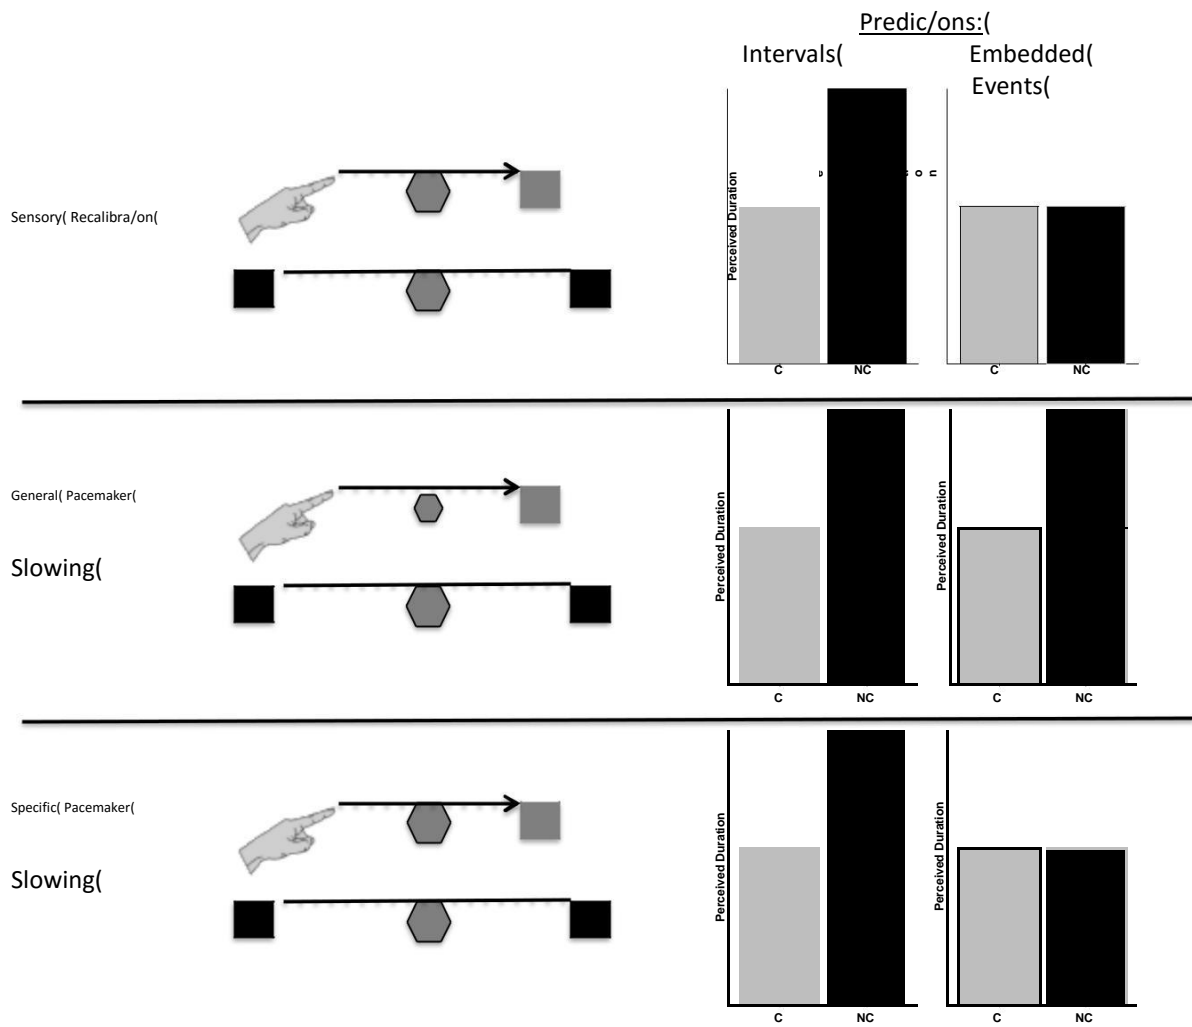 Predic/ons:(
Intervals(
Embedded(
Events(
Perceived Duration
C
NC
C
NC
Sensory( Recalibra/on(
General( Pacemaker(
Slowing(
Perceived Duration
C
NC
Perceived Duration
C
NC
Specific( Pacemaker(
Slowing(
Perceived Duration
C
NC
Perceived Duration
C
NC